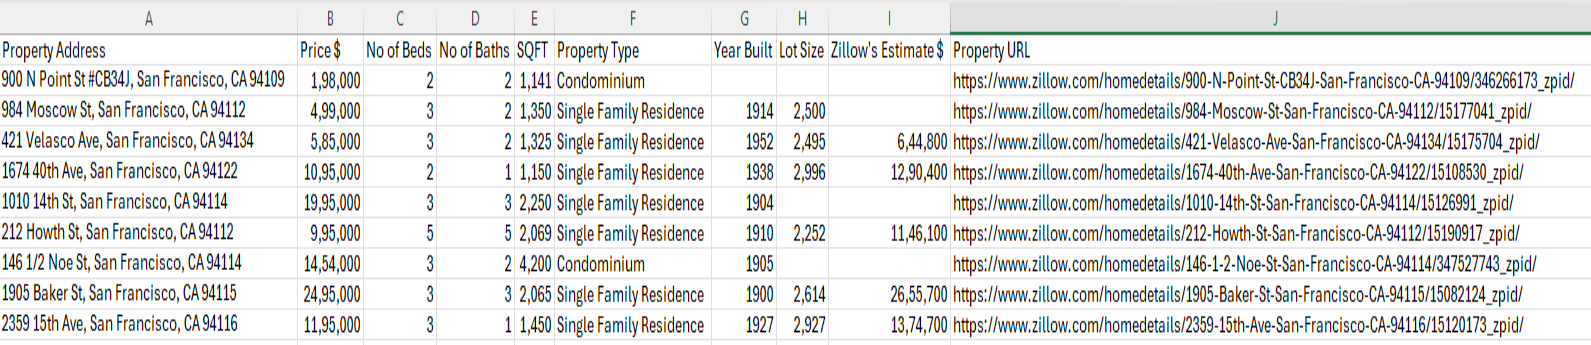 A B C D E F G H I J
Property Address Price $ No of Beds No of Baths SQFT Property Type Year Built Lot Size Zillow's Estimate $ Property URL
900 N Point St #CB34J, San Francisco, CA 94109 1,98,000 2 2 1,141 Condominium https://www.zillow.com/homedetails/900-N-Point-St-CB34J-San-Francisco-CA-94109/346266173_zpid/
984 Moscow St, San Francisco, CA 94112 4,99,000 3 2 1,350 Single Family Residence 1914 2,500 https://www.zillow.com/homedetails/984-Moscow-St-San-Francisco-CA-94112/15177041_zpid/
421 Velasco Ave, San Francisco, CA 94134 5,85,000 3 2 1,325 Single Family Residence 1952 2,495 6,44,800 https://www.zillow.com/homedetails/421-Velasco-Ave-San-Francisco-CA-94134/15175704_zpid/
1674 40th Ave, San Francisco, CA 94122 10,95,000 2 1 1,150 Single Family Residence 1938 2,996 12,90,400 https://www.zillow.com/homedetails/1674-40th-Ave-San-Francisco-CA-94122/15108530_zpid/
1010 14th St, San Francisco, CA 94114 19,95,000 3 3 2,250 Single Family Residence 1904 https://www.zillow.com/homedetails/1010-14th-St-San-Francisco-CA-94114/15126991_zpid/
212 Howth St, San Francisco, CA 94112 9,95,000 5 5 2,069 Single Family Residence 1910 2,252 11,46,100 https://www.zillow.com/homedetails/212-Howth-St-San-Francisco-CA-94112/15190917_zpid/
146 1/2 Noe St, San Francisco, CA 94114 14,54,000 3 2 4,200 Condominium 1905 https://www.zillow.com/homedetails/146-1-2-Noe-St-San-Francisco-CA-94114/347527743_zpid/
1905 Baker St, San Francisco, CA 94115 24,95,000 3 3 2,065 Single Family Residence 1900 2,614 26,55,700 https://www.zillow.com/homedetails/1905-Baker-St-San-Francisco-CA-94115/15082124_zpid/
2359 15th Ave, San Francisco, CA 94116 11,95,000 3 1 1,450 Single Family Residence 1927 2,927 13,74,700 https://www.zillow.com/homedetails/2359-15th-Ave-San-Francisco-CA-94116/15120173_zpid/